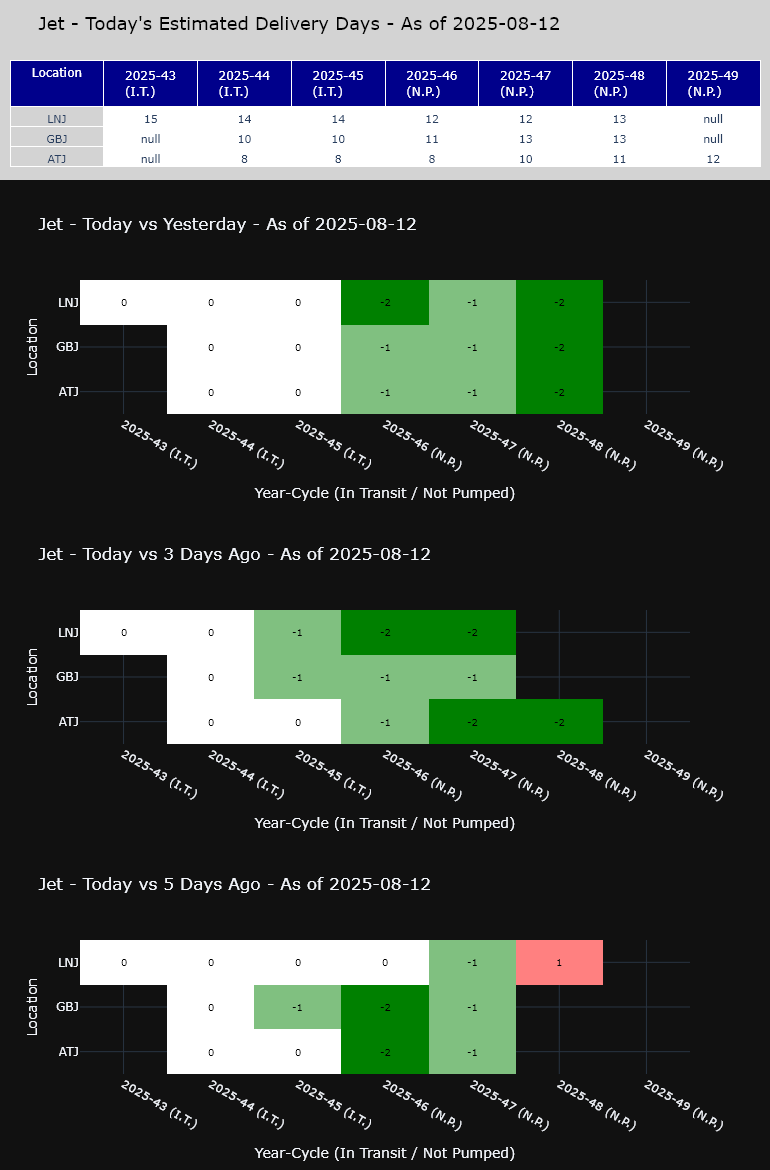 Jet - Today's Estimated Delivery Days - As of 2025-08-12
Location 2025-43 (I.T.) 2025-44 (I.T.) 2025-45 (I.T.) 2025-46 (N.P.) 2025-47 (N.P.) 2025-48 (N.P.) 2025-49 (N.P.)
LNJ 15 14 14 12 12 13 null
GBJ null 10 10 11 13 13 null
ATJ null 8 8 8 10 11 12
Jet - Today vs Yesterday - As of 2025-08-12
Location
LNJ 0 0 0 -2 -1 -2
GBJ 0 0 -1 -1 -2
ATJ 0 0 -1 -1 -2
2025-43 (I.T.) 2025-44 (I.T.) 2025-45 (I.T.) 2025-46 (N.P.) 2025-47 (N.P.) 2025-48 (N.P.) 2025-49 (N.P.)
Year-Cycle (In Transit / Not Pumped)
Jet - Today vs 3 Days Ago - As of 2025-08-12
Location
LNJ 0 0 -1 -2 -2
GBJ 0 -1 -1 -1
ATJ 0 0 -1 -2 -2
2025-43 (I.T.) 2025-44 (I.T.) 2025-45 (I.T.) 2025-46 (N.P.) 2025-47 (N.P.) 2025-48 (N.P.) 2025-49 (N.P.)
Year-Cycle (In Transit / Not Pumped)
Jet - Today vs 5 Days Ago - As of 2025-08-12
Location
LNJ 0 0 0 0 -1 1
GBJ 0 -1 -2 -1
ATJ 0 0 -2 -1
2025-43 (I.T.) 2025-44 (I.T.) 2025-45 (I.T.) 2025-46 (N.P.) 2025-47 (N.P.) 2025-48 (N.P.) 2025-49 (N.P.)
Year-Cycle (In Transit / Not Pumped)